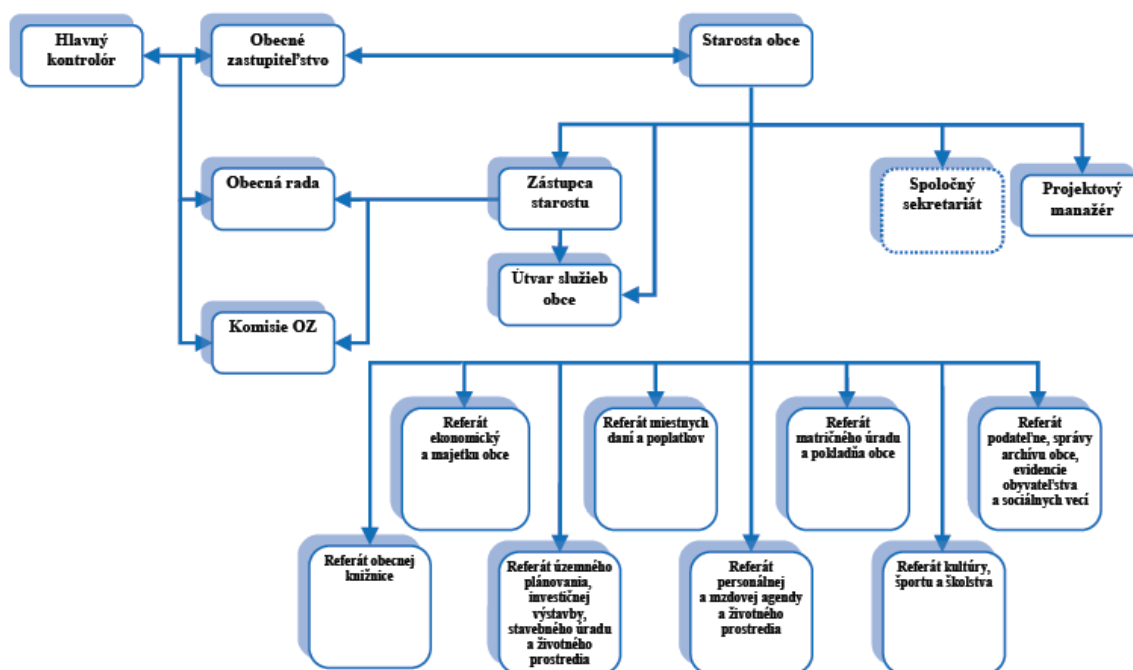 Hlavný
kontrolór
Obecné
zastupiteľstvo
Starosta obce
Obecná rada
Zástupca
starostu
Spoločný
sekretariát
Projektový
manažér
Útvar služieb
obce
Komisie OZ
Referát
ekonomický
a majetku obce
Referát miestnych
daní a poplatkov
Referát
matričného úradu
a pokladňa obce
Referát
podateľne, správy
archívu obce,
evidencie
obyvateľstva
a sociálnych vecí
Referát obecnej
knižnice
Referát územného
plánovania,
investičnej
výstavby,
stavebného úradu
a životného
prostredia
Referát
personálnej
a mzdovej agendy
a životného
prostredia
Referát kultúry,
športu a školstva